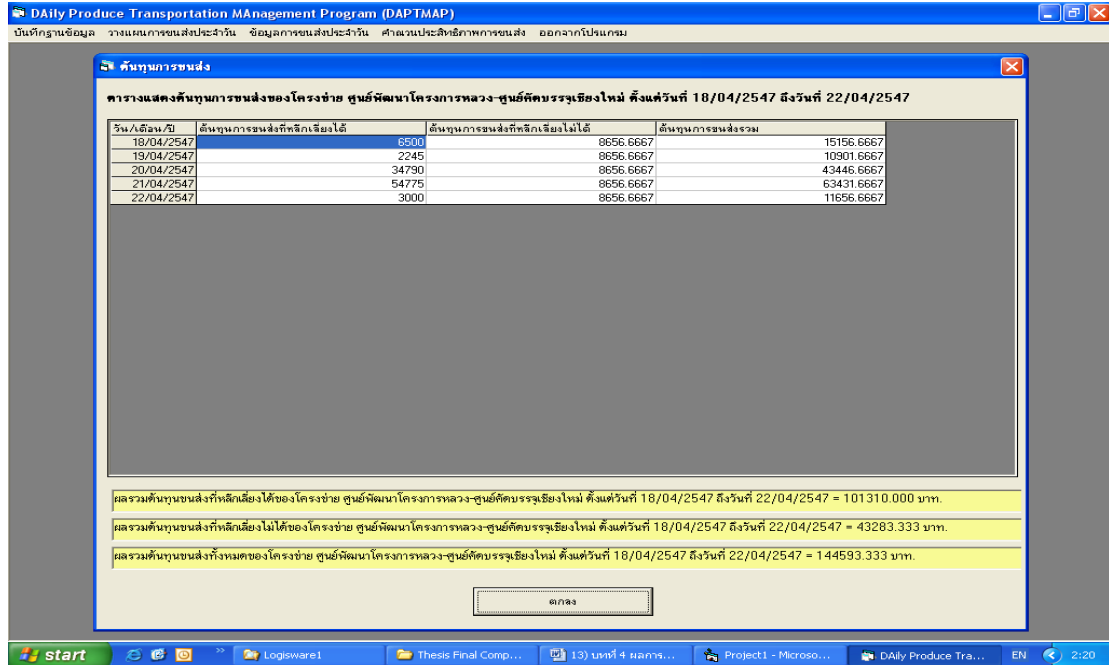 DAily Produce Transportation MAnagement Program (DAPTMAP)
บันทึกฐานข้อมูล วางแผนการขนส่งประจำวัน ข้อมูลการขนส่งประจำวัน คำณวนประสิทธิภาพการขนส่ง ออกจากโปรแกรม
ต้นทุนการขนส่ง
ตารางแสดงต้นทุนการขนส่งของโครงข่าย ศูนย์พัฒนาโครงการหลวง-ศูนย์คัดบรรจุเชียงใหม่ ตั้งแต่วันที่ 18/04/2547 ถึงวันที่ 22/04/2547
วัน/เดือน/ปี ต้นทุนการขนส่งที่หลีกเลี่ยงได้ ต้นทุนการขนส่งที่หลีกเลี่ยงไม่ได้ ต้นทุนการขนส่งรวม
18/04/2547 6500 8656.6667 15156.6667
19/04/2547 2245 8656.6667 10901.6667
20/04/2547 34790 8656.6667 43446.6667
21/04/2547 54775 8656.6667 63431.6667
22/04/2547 3000 8656.6667 11656.6667
ผลรวมต้นทุนขนส่งที่หลีกเลี่ยงได้ของโครงข่าย ศูนย์พัฒนาโครงการหลวง-ศูนย์คัดบรรจุเชียงใหม่ ตั้งแต่วันที่ 18/04/2547 ถึงวันที่ 22/04/2547 = 101310.000 บาท.
ผลรวมต้นทุนขนส่งที่หลีกเลี่ยงไม่ได้ของโครงข่าย ศูนย์พัฒนาโครงการหลวง-ศูนย์คัดบรรจุเชียงใหม่ ตั้งแต่วันที่ 18/04/2547 ถึงวันที่ 22/04/2547 = 43283.333 บาท.
ผลรวมต้นทุนขนส่งทั้งหมดของโครงข่าย ศูนย์พัฒนาโครงการหลวง-ศูนย์คัดบรรจุเชียงใหม่ ตั้งแต่วันที่ 18/04/2547 ถึงวันที่ 22/04/2547 = 144593.333 บาท.
ตกลง
start Logisware1 Thesis Final Comp... 13) บทที่ 4 ผลการ... Project1 - Microso... DAily Produce Tra... EN 2:20